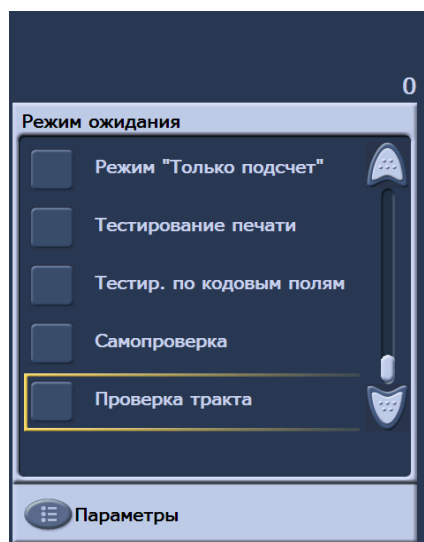 0
Режим ожидания
Режим "Только подсчет"
Тестирование печати
Тестир. по кодовым полям
Самопроверка
Проверка тракта
Параметры